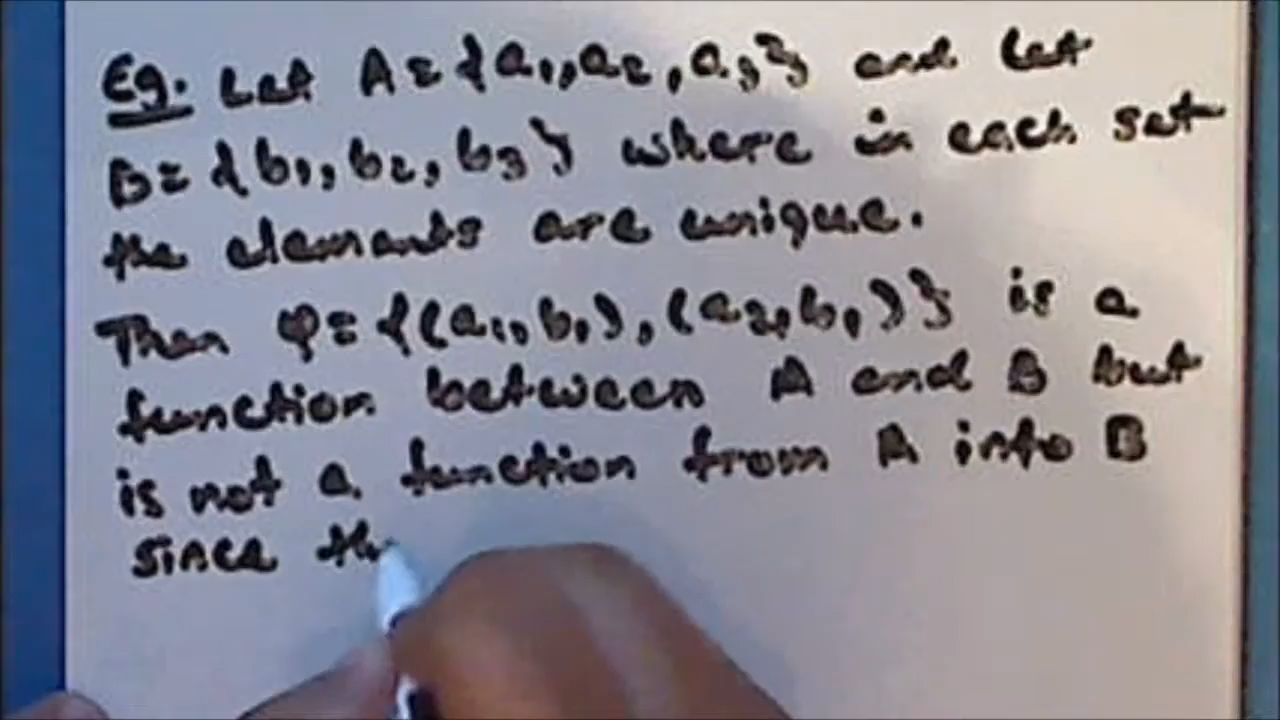 Eg. Let A = {a₁, a₂, a₃} and let
B = {b₁, b₂, b₃} where in each set
the elements are unique.
Then φ = {(a₁, b₁), (a₂, b₁)} is a
function between A and B but
is not a function from A into B
since th